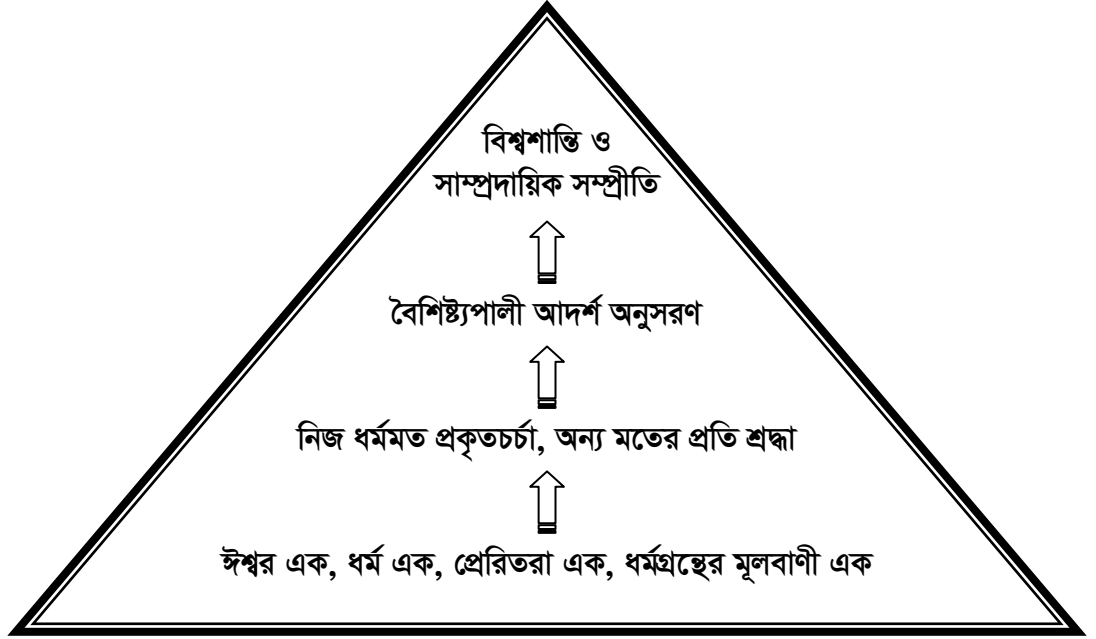 বিশ্বশান্তি ও
সাম্প্রদায়িক সম্প্রীতি
বৈশিষ্ট্যপালী আদর্শ অনুসরণ
নিজ ধর্মমত প্রকৃতচর্চা, অন্য মতের প্রতি শ্রদ্ধা
ঈশ্বর এক, ধর্ম এক, প্রেরিতরা এক, ধর্মগ্রন্থের মূলবাণী এক